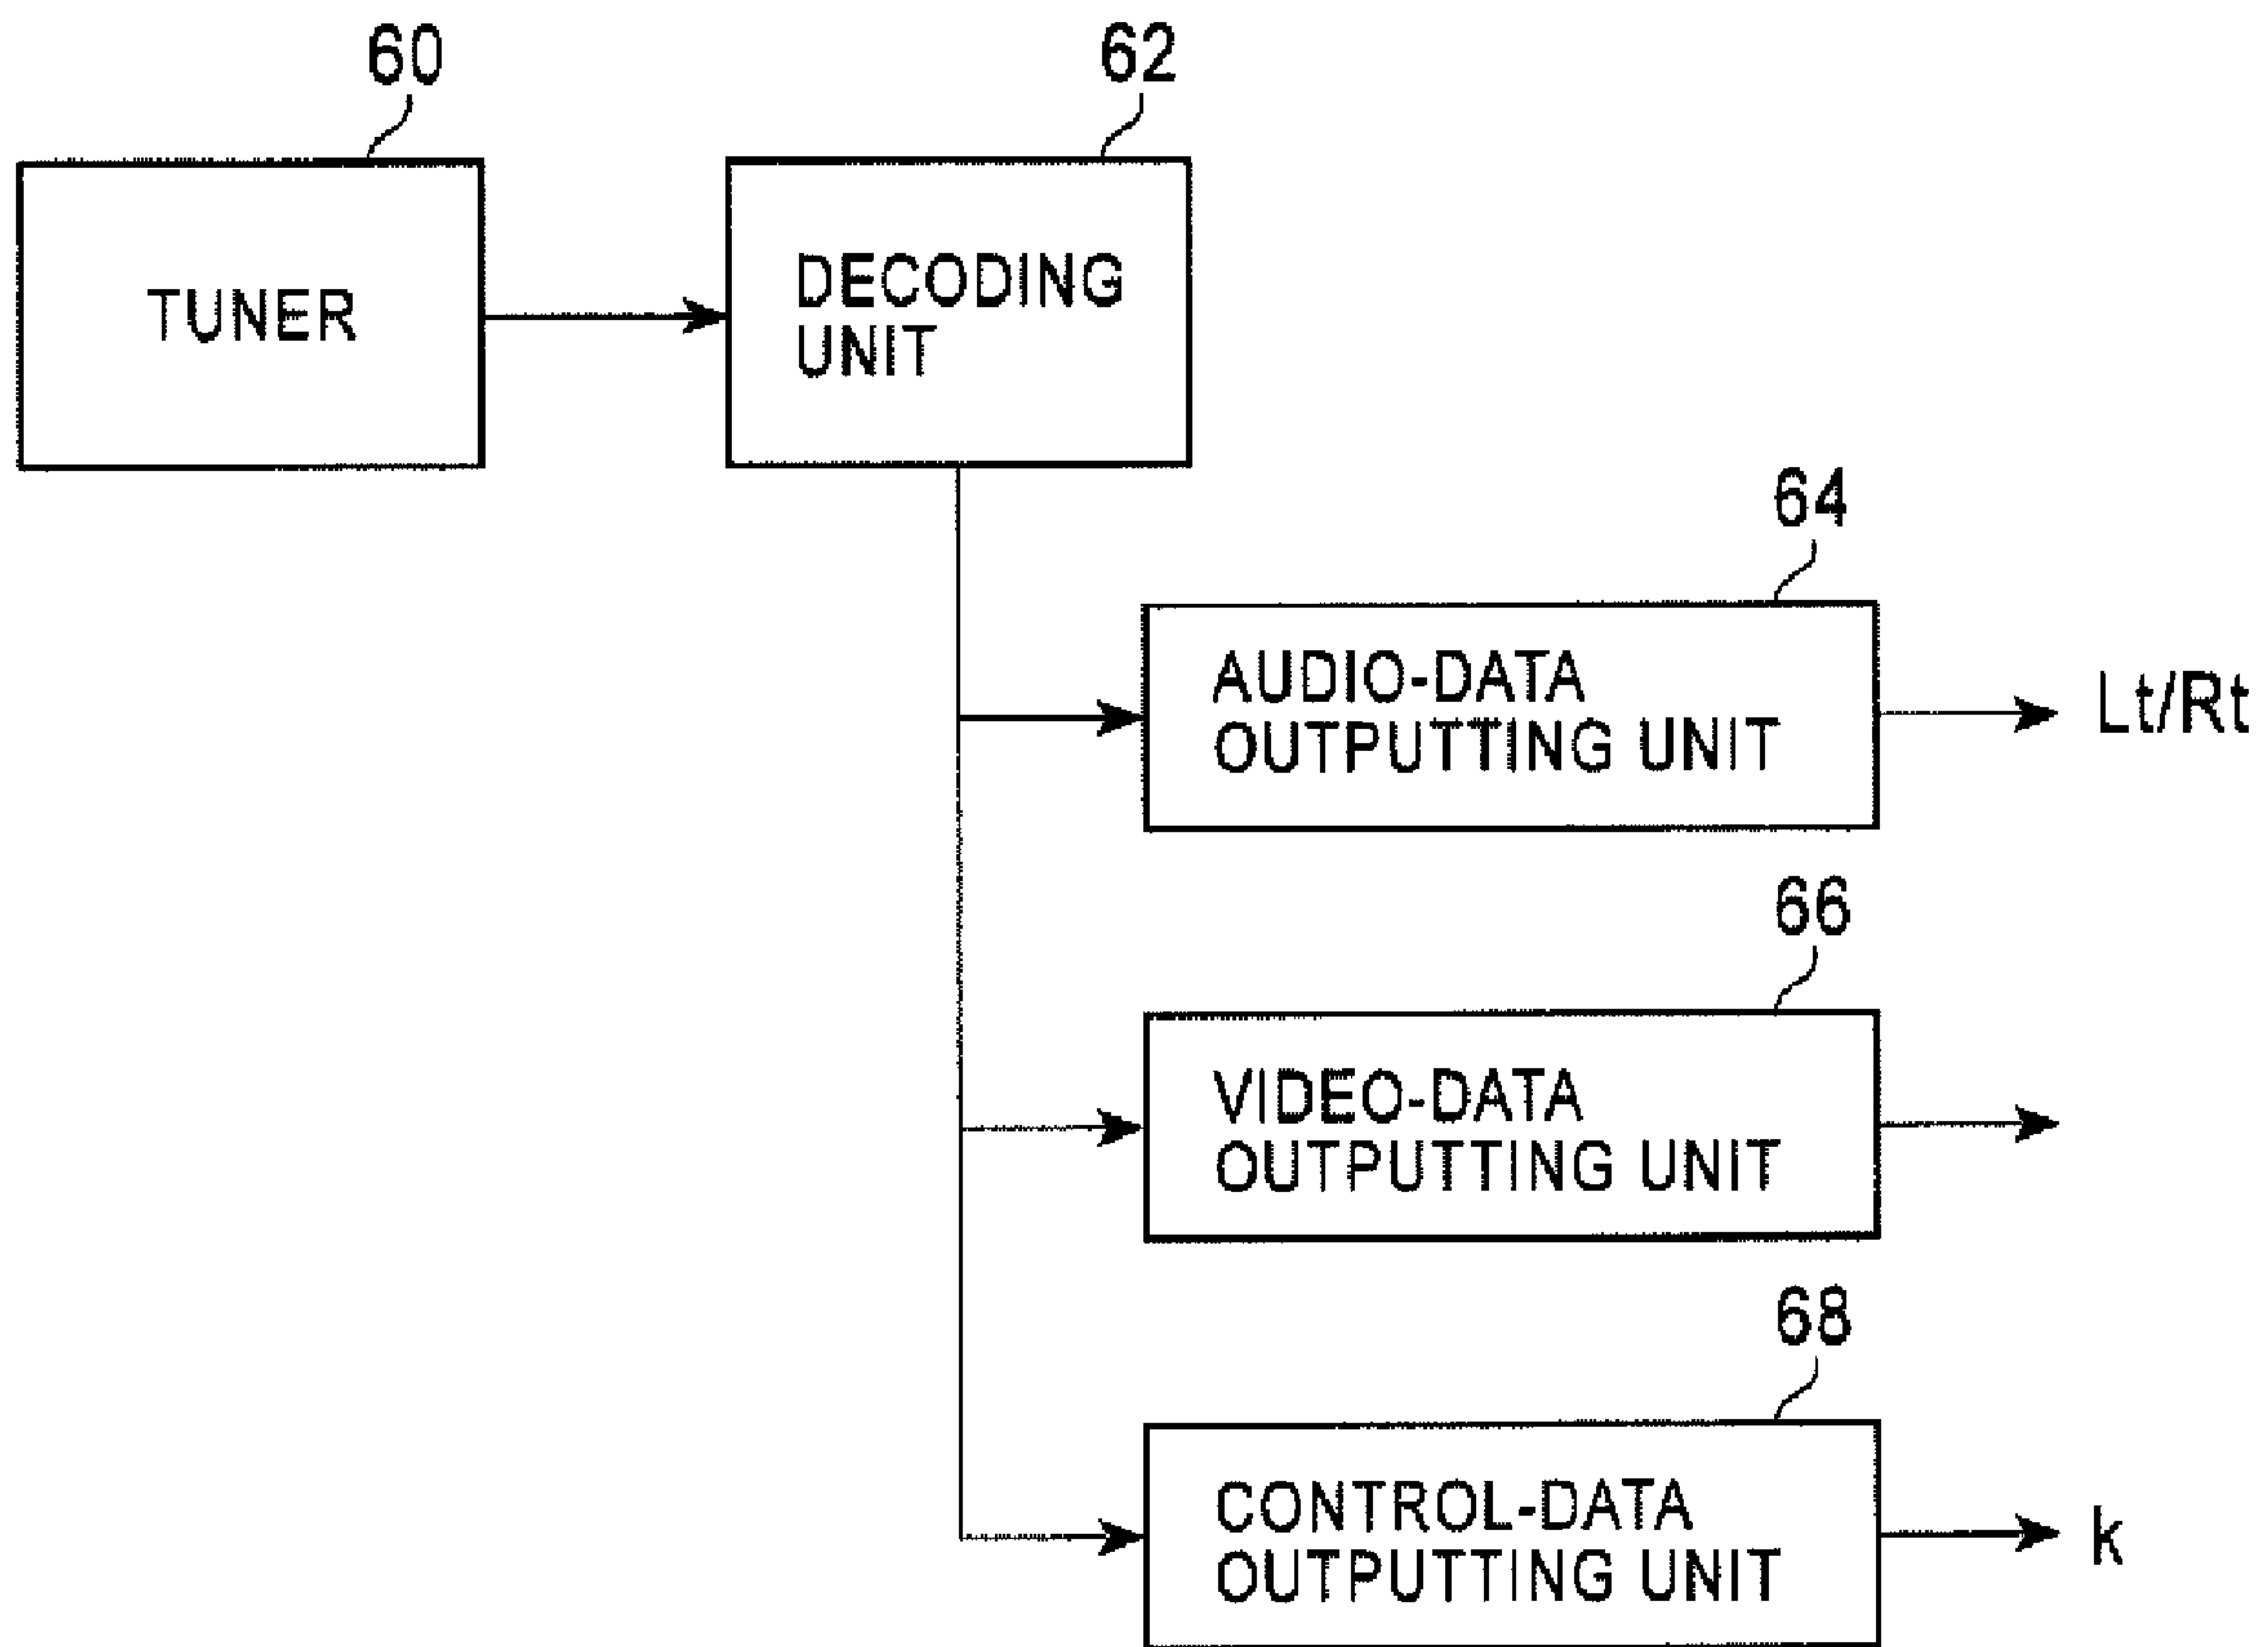 60
62
TUNER
DECODING
UNIT
64
AUDIO-DATA
OUTPUTTING UNIT
Lt/Rt
66
VIDEO-DATA
OUTPUTTING UNIT
68
CONTROL-DATA
OUTPUTTING UNIT
k